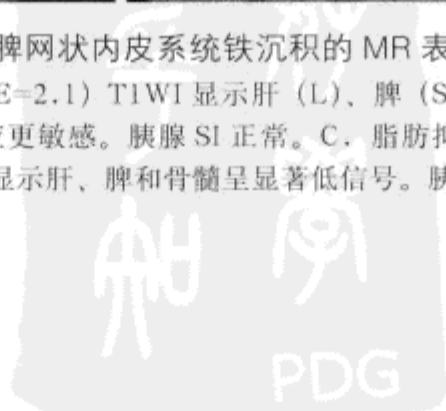 脾网状内皮系统铁沉积的 MR 表
E=2.1) T1WI 显示肝 (L)、脾 (S
更敏感。胰腺 SI 正常。C. 脂肪抑
显示肝、脾和骨髓呈显著低信号。胰
PDG